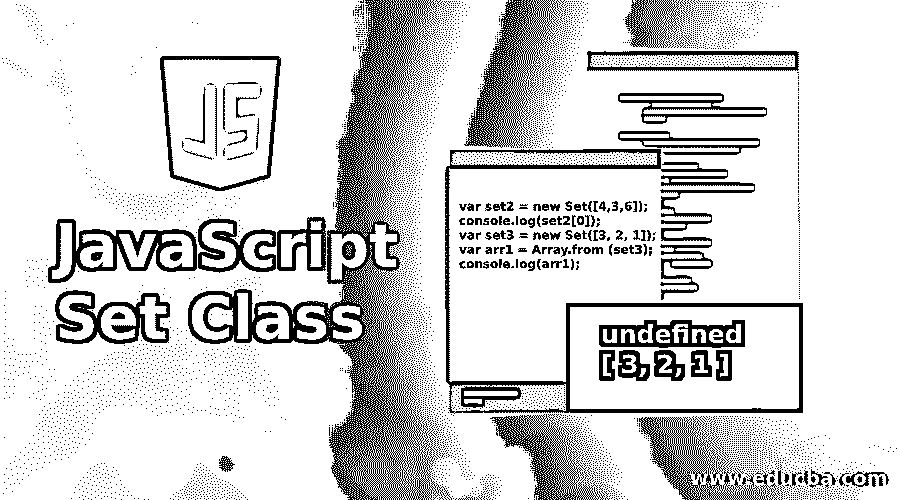 JS
JavaScript
Set Class
var set2 = new Set([4,3,6]);
console.log(set2[0]);
var set3 = new Set([3, 2, 1]);
var arr1 = Array.from (set3);
console.log(arr1);
undefined
[ 3, 2, 1 ]
www.educba.com